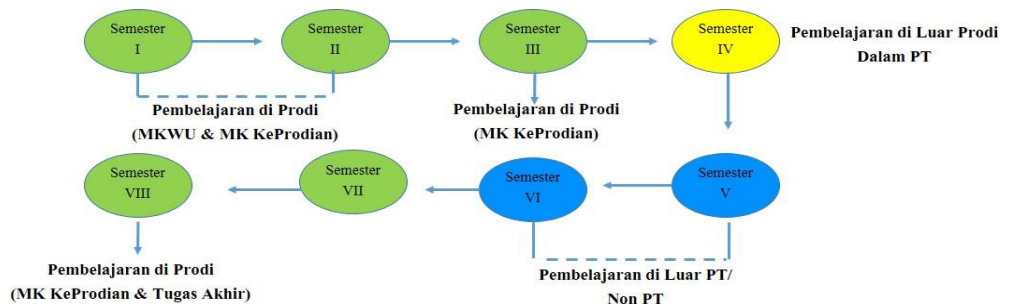 Semester
I
Semester
II
Semester
III
Semester
IV
Pembelajaran di Luar Prodi
Dalam PT
Pembelajaran di Prodi
(MKWU & MK KeProdian)
Pembelajaran di Prodi
(MK KeProdian)
Semester
VIII
Semester
VII
Semester
VI
Semester
V
Pembelajaran di Prodi
(MK KeProdian & Tugas Akhir)
Pembelajaran di Luar PT/
Non PT